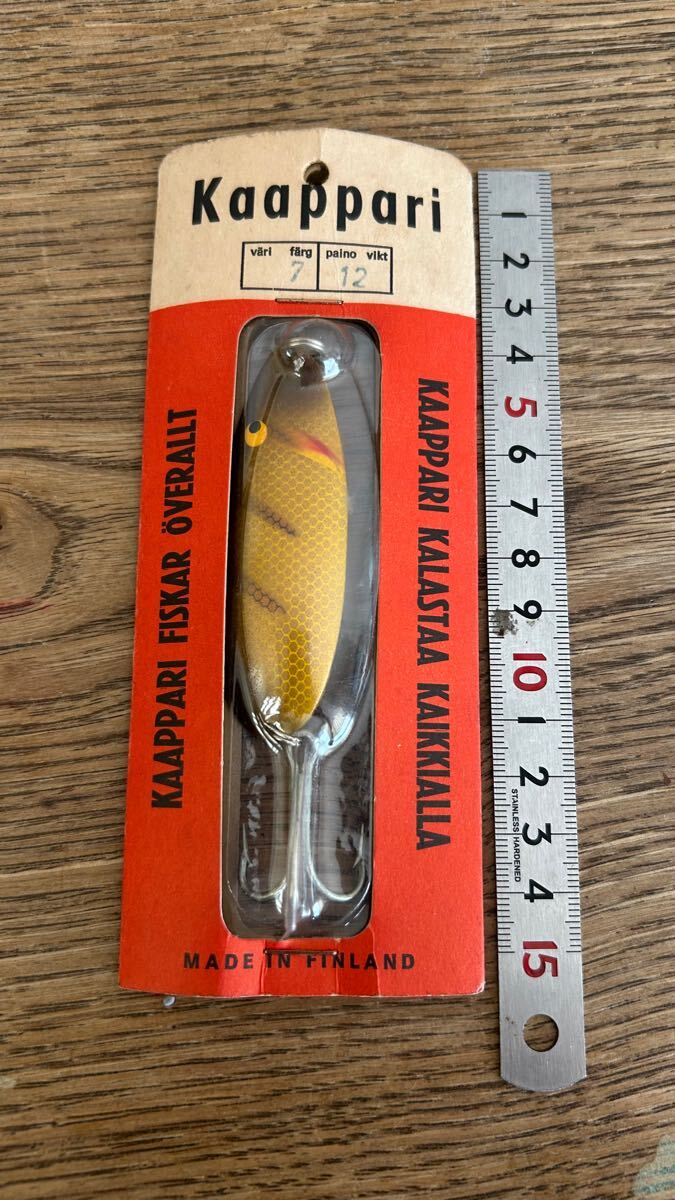 Kaappari
väri färg paino vikt
7 12
KAAPPARI FISKAR ÖVERALLT
KAAPPARI KALASTAA KAIKKIALLA
MADE IN FINLAND
1
2
3
4
5
6
7
8
9
10
1
2
3
4
15
STAINLESS HARDENED